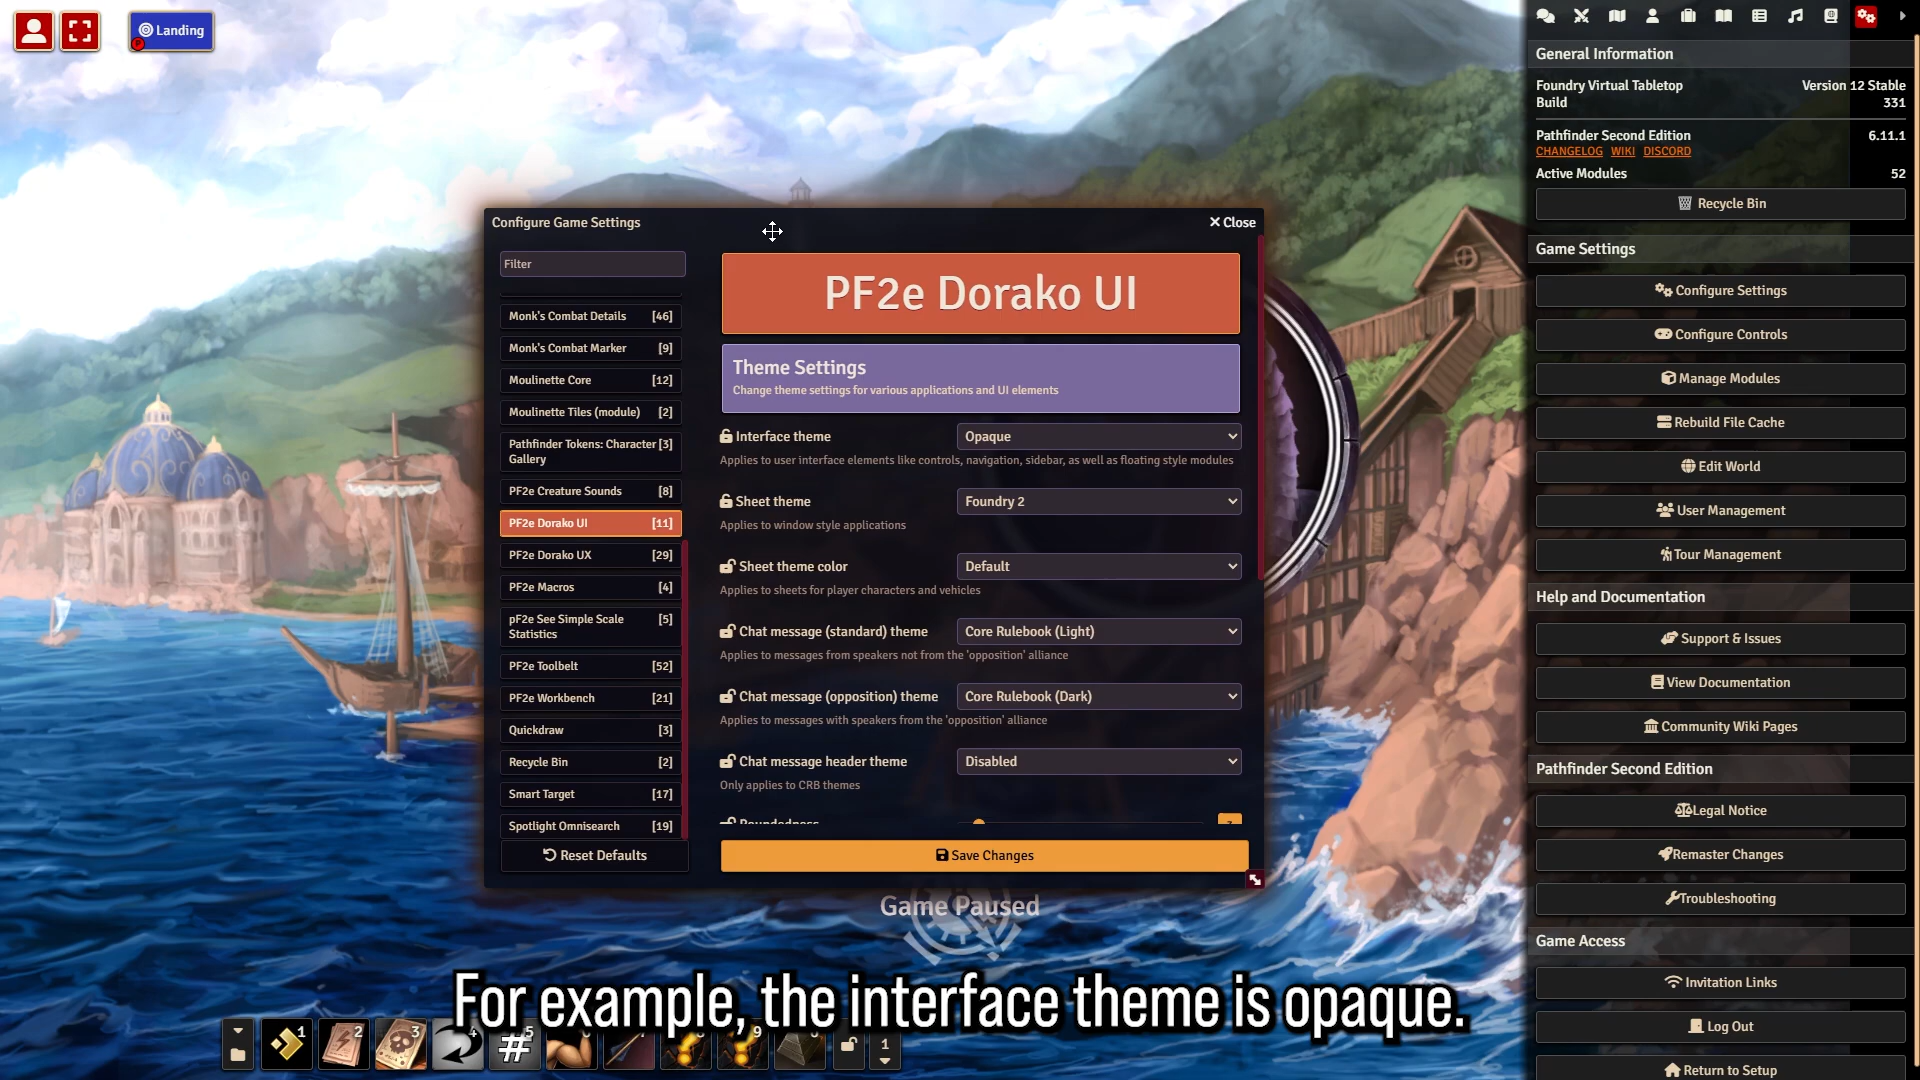 Landing
General Information
Foundry Virtual Tabletop Version 12 Stable
Build 331
Pathfinder Second Edition 6.11.1
CHANGELOG WIKI DISCORD
Active Modules 52
Recycle Bin
Game Settings
Configure Settings
Configure Controls
Manage Modules
Rebuild File Cache
Edit World
User Management
Tour Management
Help and Documentation
Support & Issues
View Documentation
Community Wiki Pages
Pathfinder Second Edition
Legal Notice
Remaster Changes
Troubleshooting
Game Access
Invitation Links
Log Out
Return to Setup
Configure Game Settings
Close
Filter
Monk's Combat Details [46]
Monk's Combat Marker [9]
Moulinette Core [12]
Moulinette Tiles (module) [2]
Pathfinder Tokens: Character [3]
Gallery
PF2e Creature Sounds [8]
PF2e Dorako UI [11]
PF2e Dorako UX [29]
PF2e Macros [4]
pF2e See Simple Scale [5]
Statistics
PF2e Toolbelt [52]
PF2e Workbench [21]
Quickdraw [3]
Recycle Bin [2]
Smart Target [17]
Spotlight Omnisearch [19]
Reset Defaults
PF2e Dorako UI
Theme Settings
Change theme settings for various applications and UI elements
Interface theme Opaque
Applies to user interface elements like controls, navigation, sidebar, as well as floating style modules
Sheet theme Foundry 2
Applies to window style applications
Sheet theme color Default
Applies to sheets for player characters and vehicles
Chat message (standard) theme Core Rulebook (Light)
Applies to messages from speakers not from the 'opposition' alliance
Chat message (opposition) theme Core Rulebook (Dark)
Applies to messages with speakers from the 'opposition' alliance
Chat message header theme Disabled
Only applies to CRB themes
Roundedness
Save Changes
Game Paused
For example, the interface theme is opaque.
1 2 3 4 5 9
1